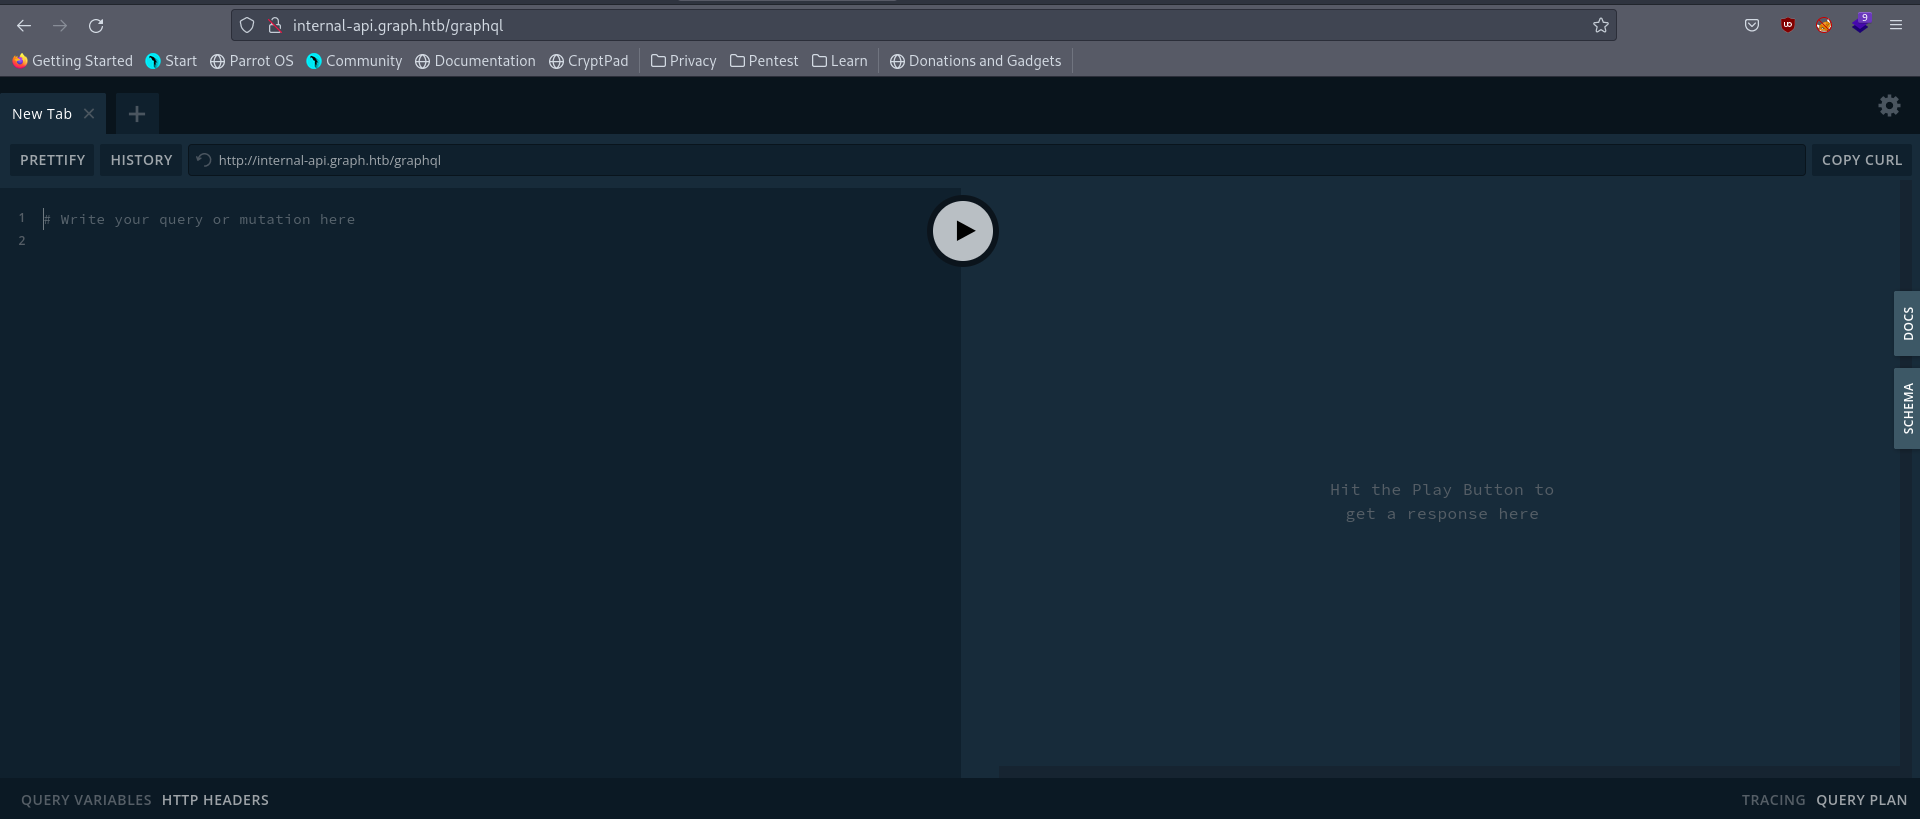 internal-api.graph.htb/graphql
9
Getting Started Start Parrot OS Community Documentation CryptPad Privacy Pentest Learn Donations and Gadgets
New Tab
PRETTIFY HISTORY http://internal-api.graph.htb/graphql COPY CURL
1 # Write your query or mutation here
2
DOCS
SCHEMA
Hit the Play Button to
get a response here
QUERY VARIABLES HTTP HEADERS TRACING QUERY PLAN